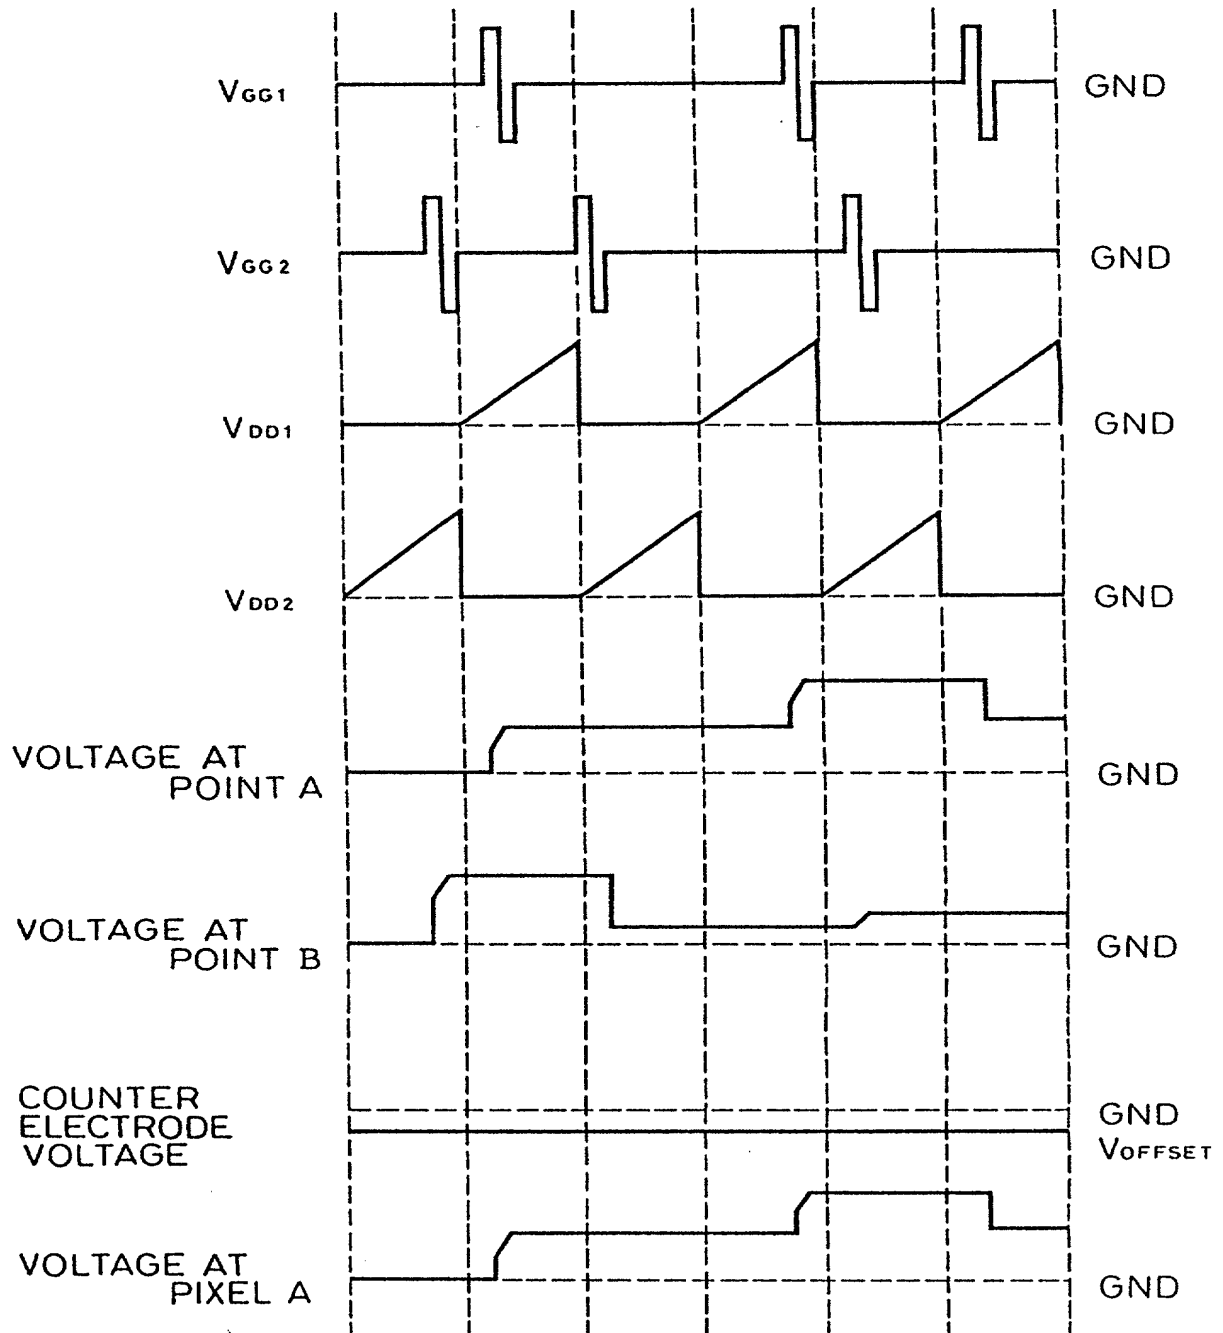 VGG1 GND
VGG2 GND
VDD1 GND
VDD2 GND
VOLTAGE AT
POINT A GND
VOLTAGE AT
POINT B GND
COUNTER
ELECTRODE
VOLTAGE
GND
VOFFSET
VOLTAGE AT
PIXEL A GND